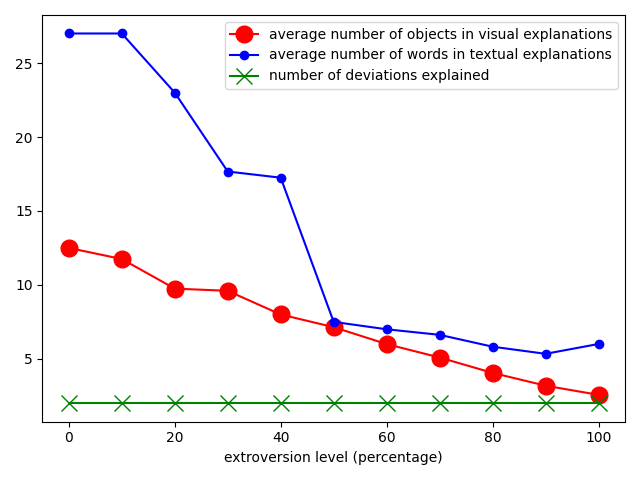 average number of objects in visual explanations
average number of words in textual explanations
number of deviations explained
25
20
15
10
5
0 20 40 60 80 100
extroversion level (percentage)